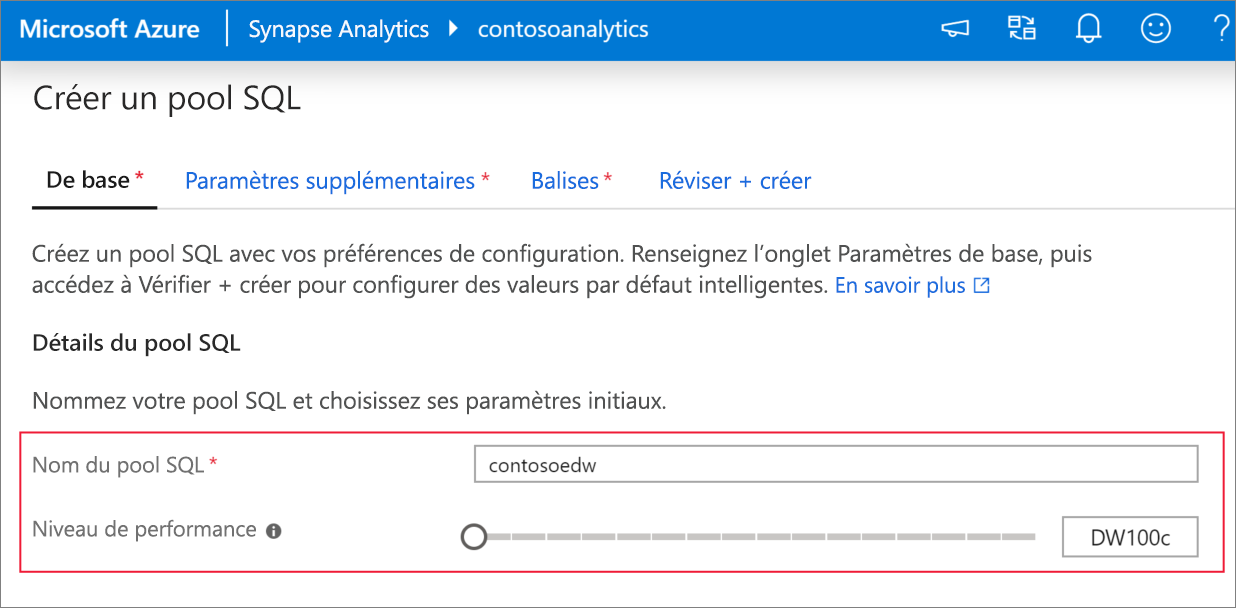 Microsoft Azure Synapse Analytics contosoanalytics ?
Créer un pool SQL
De base * Paramètres supplémentaires * Balises * Réviser + créer
Créez un pool SQL avec vos préférences de configuration. Renseignez l’onglet Paramètres de base, puis
accédez à Vérifier + créer pour configurer des valeurs par défaut intelligentes. En savoir plus
Détails du pool SQL
Nommez votre pool SQL et choisissez ses paramètres initiaux.
Nom du pool SQL * contosoedw
Niveau de performance DW100c